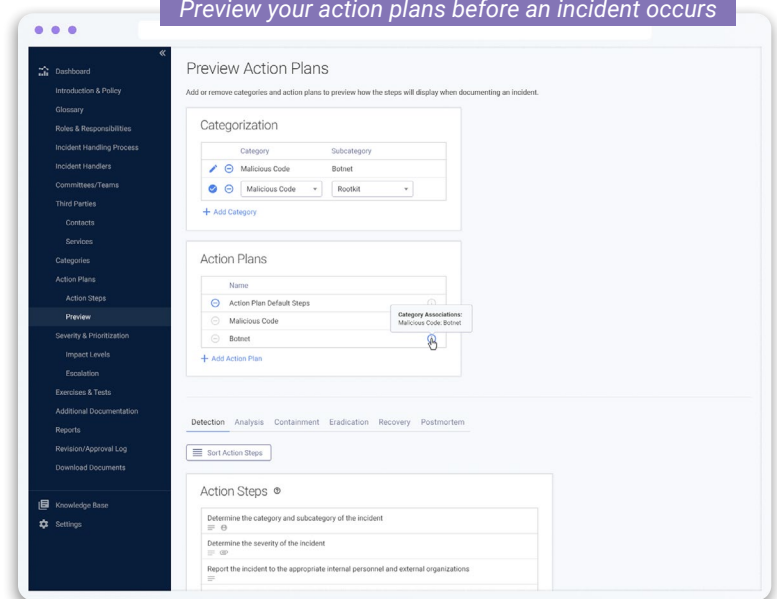 Preview your action plans before an incident occurs
Dashboard
Introduction & Policy
Glossary
Roles & Responsibilities
Incident Handling Process
Incident Handlers
Committees/Teams
Third Parties
Contacts
Services
Categories
Action Plans
Action Steps
Preview
Severity & Prioritization
Impact Levels
Escalation
Exercises & Tests
Additional Documentation
Reports
Revision/Approval Log
Download Documents
Knowledge Base
Settings
Preview Action Plans
Add or remove categories and action plans to preview how the steps will display when documenting an incident.
Categorization
Category Subcategory
Malicious Code Botnet
Malicious Code Rootkit
+ Add Category
Action Plans
Name
Action Plan Default Steps
Malicious Code
Botnet
Category Associations:
Malicious Code: Botnet
+ Add Action Plan
Detection Analysis Containment Eradication Recovery Postmortem
Sort Action Steps
Action Steps
Determine the category and subcategory of the incident
Determine the severity of the incident
Report the incident to the appropriate internal personnel and external organizations